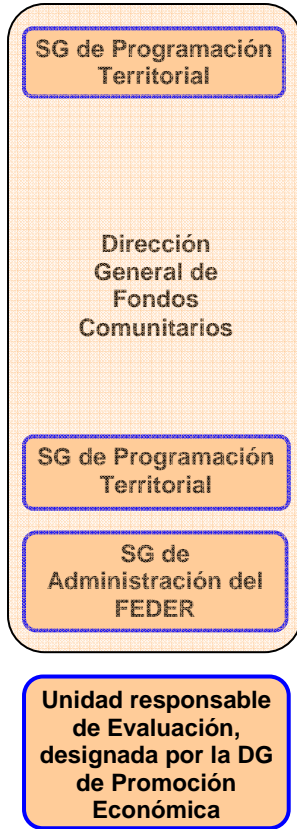 SG de Programación
Territorial
Dirección
General de
Fondos
Comunitarios
SG de Programación
Territorial
SG de
Administración del
FEDER
Unidad responsable
de Evaluación,
designada por la DG
de Promoción
Económica